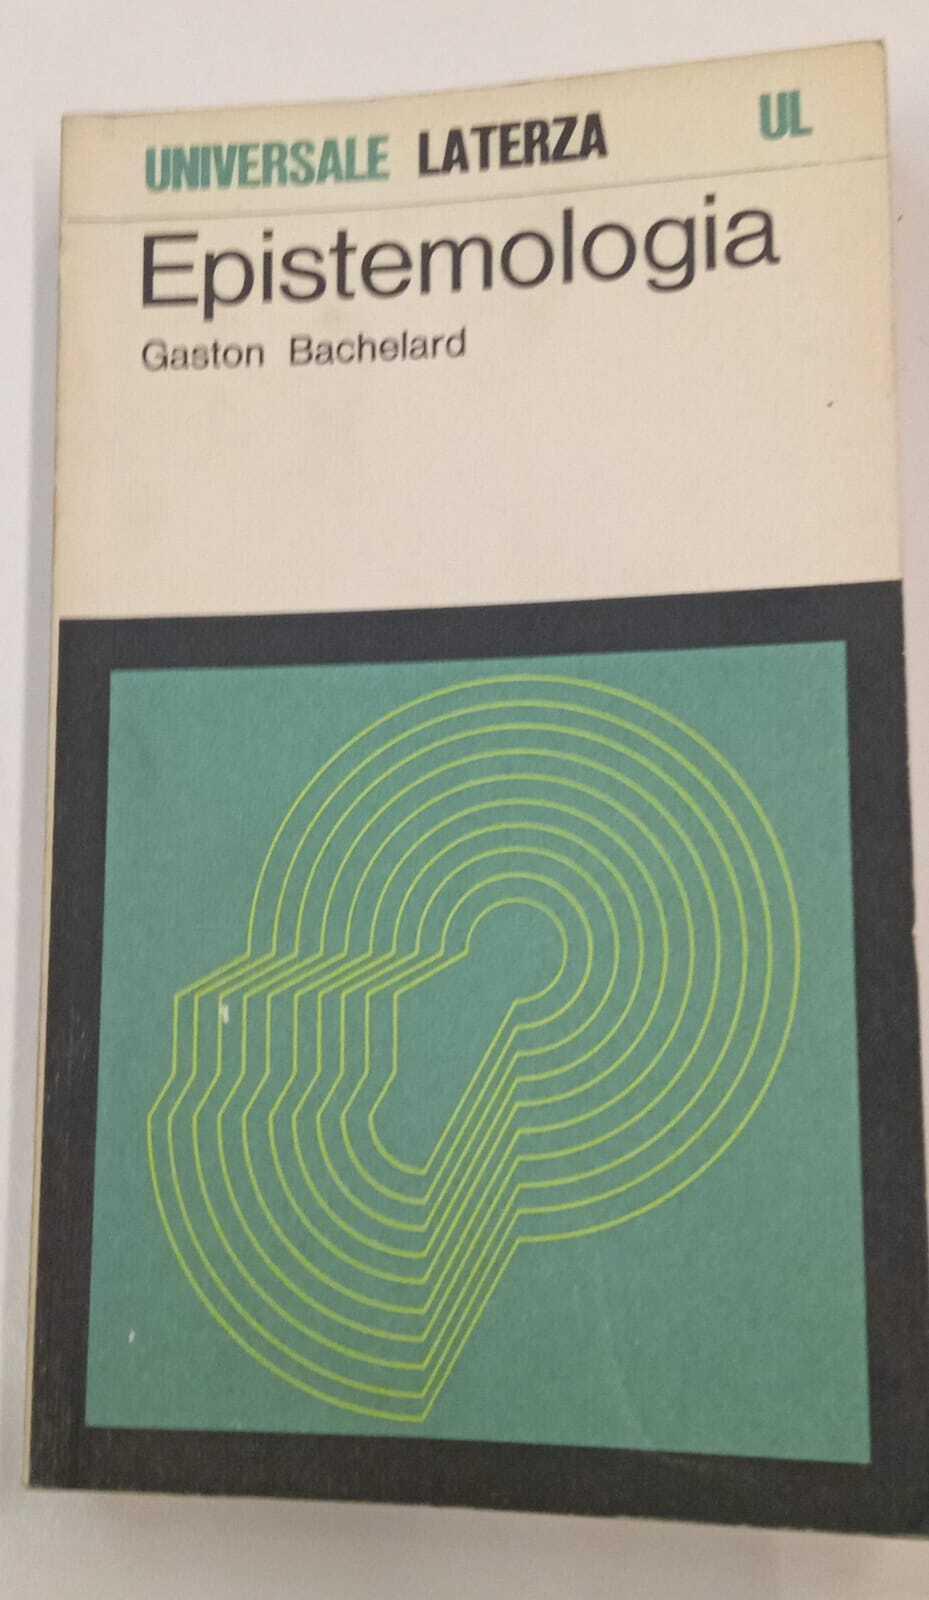 UNIVERSALE LATERZA UL
Epistemologia
Gaston Bachelard